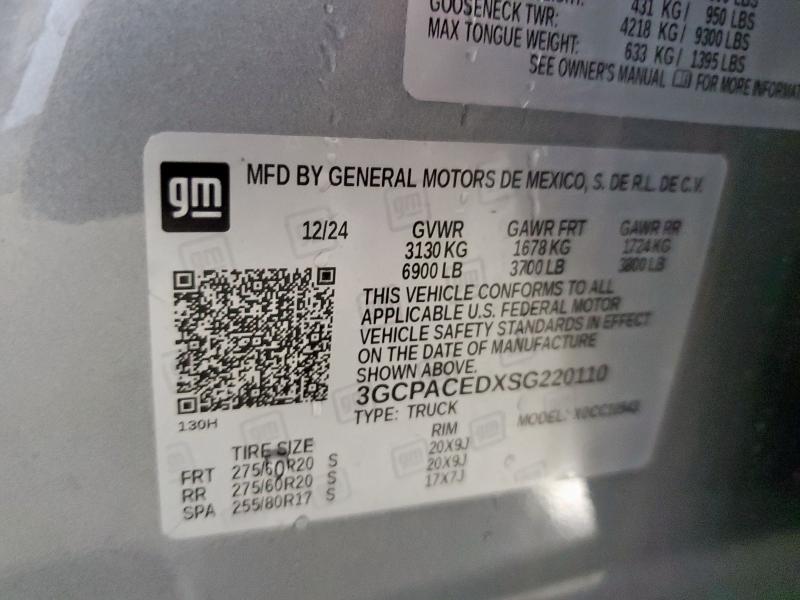 431 KG / 950 LBS
GOOSENECK TWR: 4218 KG / 9300 LBS
MAX TONGUE WEIGHT: 633 KG / 1395 LBS
SEE OWNER'S MANUAL FOR MORE
gm
MFD BY GENERAL MOTORS DE MEXICO, S. DE R.L. DE C.V.
12/24 GVWR GAWR FRT GAWR RR
3130 KG 1678 KG 1724 KG
6900 LB 3700 LB 3800 LB
THIS VEHICLE CONFORMS TO ALL
APPLICABLE U.S. FEDERAL MOTOR
VEHICLE SAFETY STANDARDS IN EFFECT
ON THE DATE OF MANUFACTURE
SHOWN ABOVE.
3GCPACEDXSG220110
TYPE: TRUCK MODEL:
130H
TIRE SIZE RIM
FRT 275/60R20 S 20X9J
RR 275/60R20 S 20X9J
SPA 255/80R17 S 17X7J